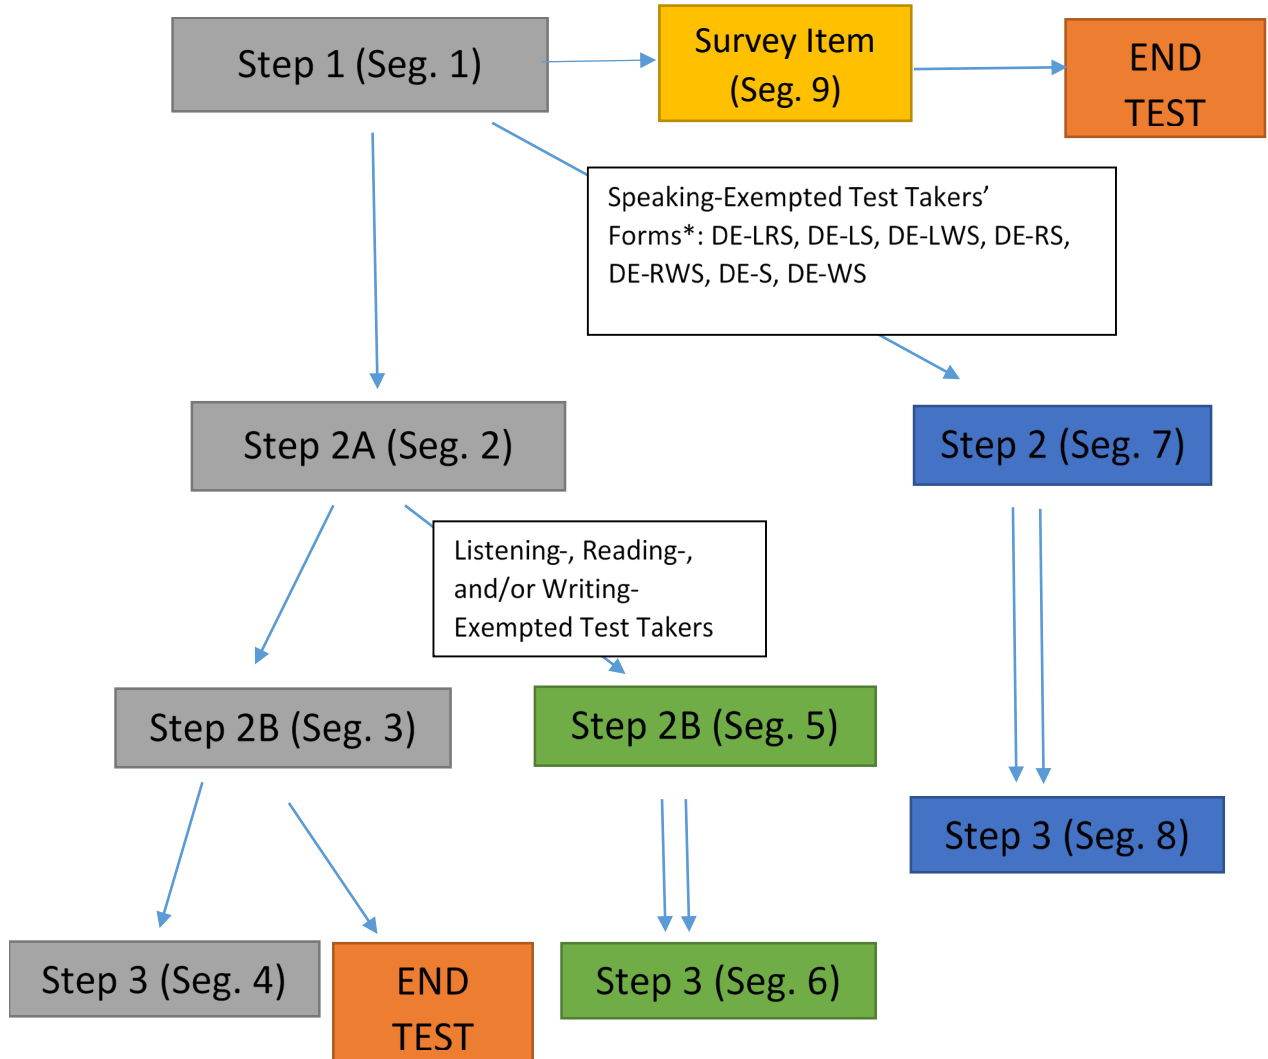 Step 1 (Seg. 1)
Survey Item
(Seg. 9)
END
TEST
Speaking-Exempted Test Takers’
Forms*: DE-LRS, DE-LS, DE-LWS, DE-RS,
DE-RWS, DE-S, DE-WS
Step 2A (Seg. 2)
Step 2 (Seg. 7)
Listening-, Reading-,
and/or Writing-
Exempted Test Takers
Step 2B (Seg. 3)
Step 2B (Seg. 5)
Step 3 (Seg. 8)
Step 3 (Seg. 4)
END
TEST
Step 3 (Seg. 6)